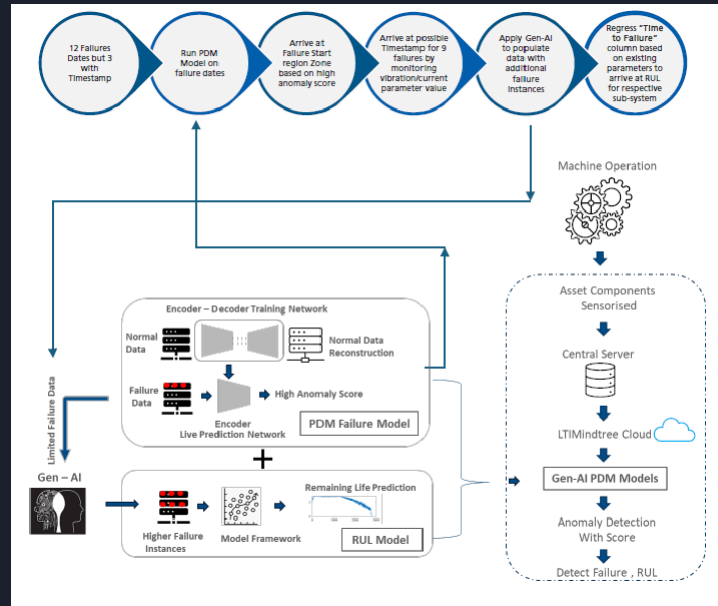 12 Failures
Dates but 3
with
Timestamp
Run PDM
Model on
failure dates
Arrive at
Failure Start
region Zone
based on high
anomaly score
Arrive at possible
Timestamp for 9
failures by
monitoring
vibration/current
parameter value
Apply Gen-AI
to populate
data with
additional
failure
Instances
Regress "Time
to Failure"
column based
on existing
parameters to
arrive at RUL
for respective
sub-system
Machine Operation
Asset Components
Sensorised
Central Server
LTIMindtree Cloud
Gen-AI PDM Models
Anomaly Detection
With Score
Detect Failure , RUL
Encoder – Decoder Training Network
Normal
Data
Normal Data
Reconstruction
Failure
Data
High Anomaly Score
Encoder
Live Prediction Network
PDM Failure Model
Limited Failure Data
Gen – AI
+
Remaining Life Prediction
Higher Failure
Instances
Model Framework
RUL Model